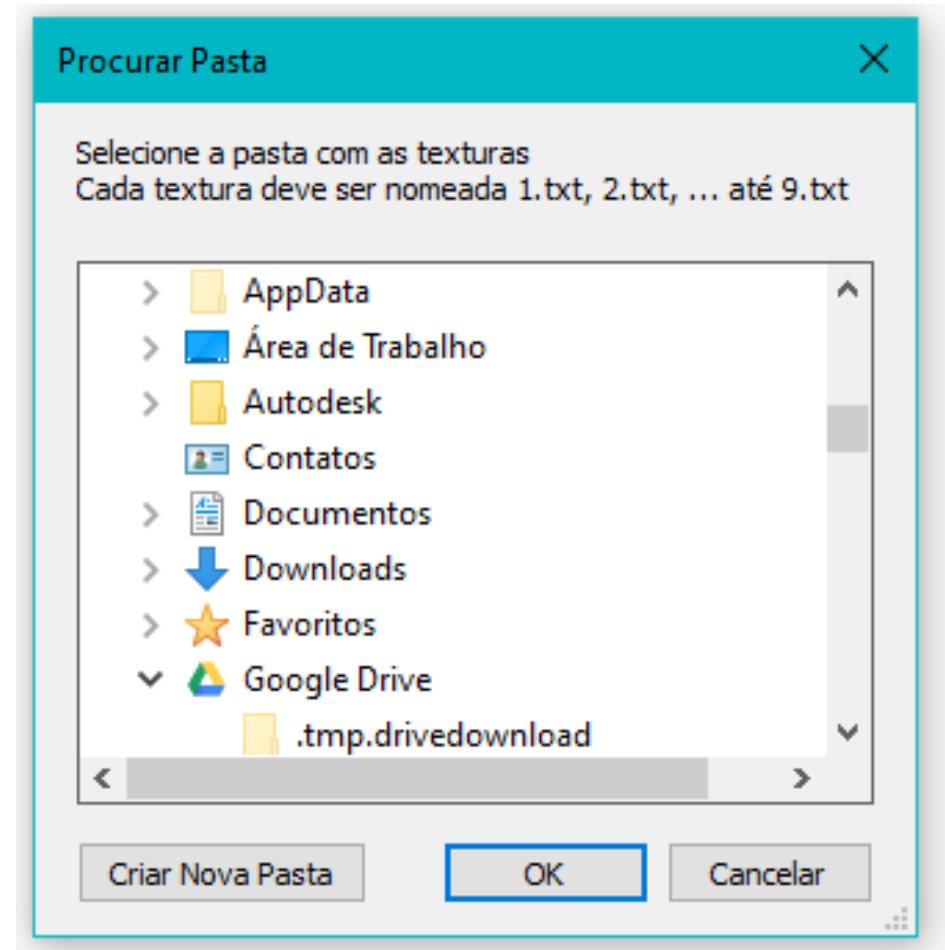 Procurar Pasta
Selecione a pasta com as texturas
Cada textura deve ser nomeada 1.txt, 2.txt, ... até 9.txt
AppData
Área de Trabalho
Autodesk
Contatos
Documentos
Downloads
Favoritos
Google Drive
.tmp.drivedownload
Criar Nova Pasta
OK
Cancelar